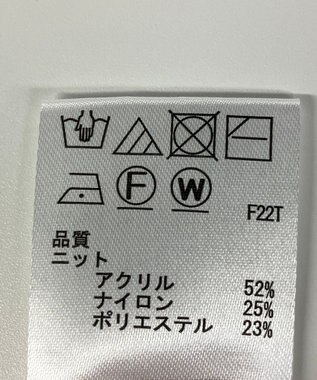 F W
F22T
品質
ニット
アクリル 52%
ナイロン 25%
ポリエステル 23%